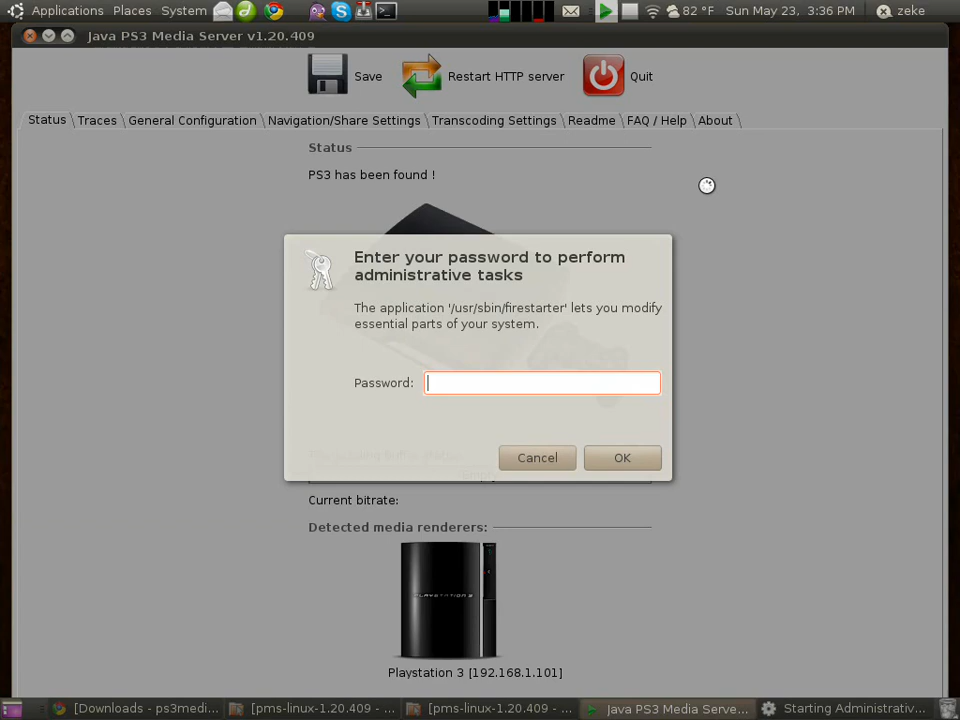 Applications Places System 82 °F Sun May 23, 3:36 PM zeke
Java PS3 Media Server v1.20.409
Save Restart HTTP server Quit
Status Traces General Configuration Navigation/Share Settings Transcoding Settings Readme FAQ / Help About
Status
PS3 has been found !
Enter your password to perform
administrative tasks
The application '/usr/sbin/firestarter' lets you modify
essential parts of your system.
Password:
Cancel OK
Current bitrate:
Detected media renderers:
PLAYSTATION 3
Playstation 3 [192.168.1.101]
[Downloads - ps3medi... [pms-linux-1.20.409 - ... [pms-linux-1.20.409 - ... Java PS3 Media Serve... Starting Administrativ...